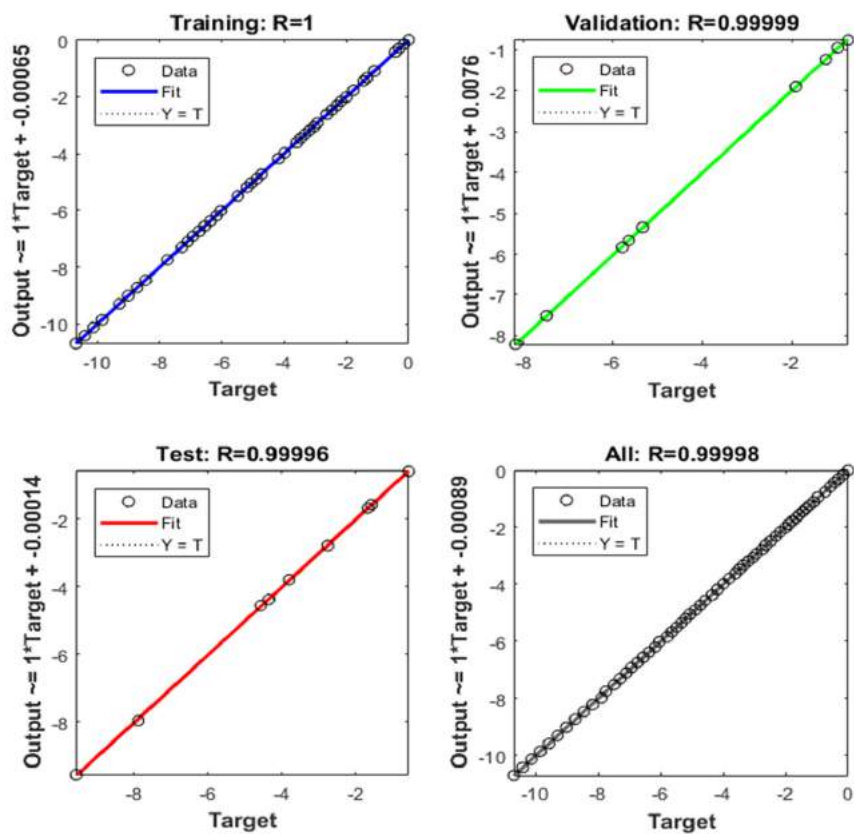 Training: R=1
Output ~= 1*Target + -0.00065
0
-2
-4
-6
-8
-10
Data
Fit
Y = T
-10
-8
-6
-4
-2
0
Target
Validation: R=0.99999
Output ~= 1*Target + 0.0076
-1
-2
-3
-4
-5
-6
-7
-8
Data
Fit
Y = T
-8
-6
-4
-2
Target
Test: R=0.99996
Output ~= 1*Target + -0.00014
-2
-4
-6
-8
Data
Fit
Y = T
-8
-6
-4
-2
Target
All: R=0.99998
Output ~= 1*Target + -0.00089
0
-2
-4
-6
-8
-10
Data
Fit
Y = T
-10
-8
-6
-4
-2
0
Target